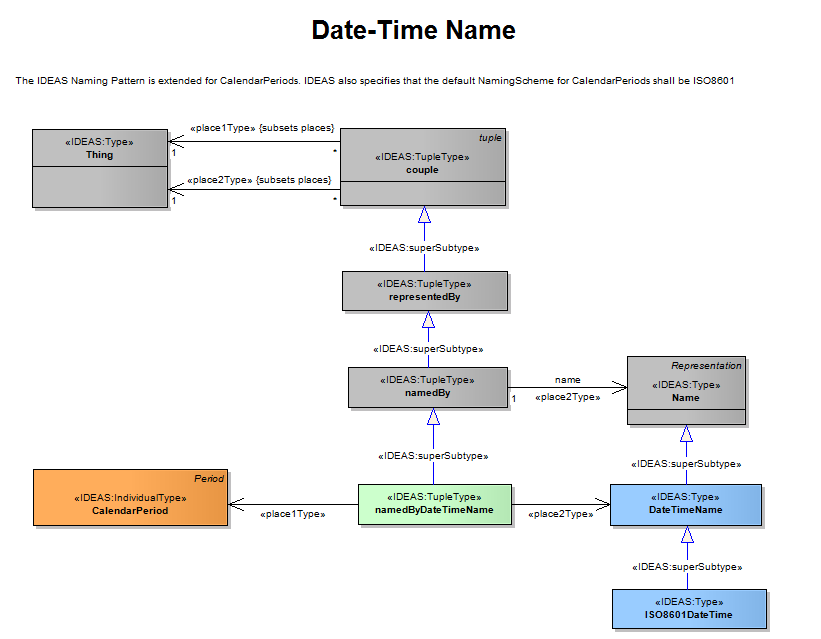 Date-Time Name
The IDEAS Naming Pattern is extended for CalendarPeriods. IDEAS also specifies that the default NamingScheme for CalendarPeriods shall be ISO8601
«place1Type» {subsets places}
1
*
«IDEAS:Type»
Thing
tuple
«IDEAS:TupleType»
couple
«place2Type» {subsets places}
1
*
«IDEAS:superSubtype»
«IDEAS:TupleType»
representedBy
«IDEAS:superSubtype»
«IDEAS:TupleType»
namedBy
1
name
«place2Type»
Representation
«IDEAS:Type»
Name
«IDEAS:superSubtype»
«IDEAS:superSubtype»
Period
«IDEAS:IndividualType»
CalendarPeriod
«place1Type»
«IDEAS:TupleType»
namedByDateTimeName
«place2Type»
«IDEAS:Type»
DateTimeName
«IDEAS:superSubtype»
«IDEAS:Type»
ISO8601DateTime